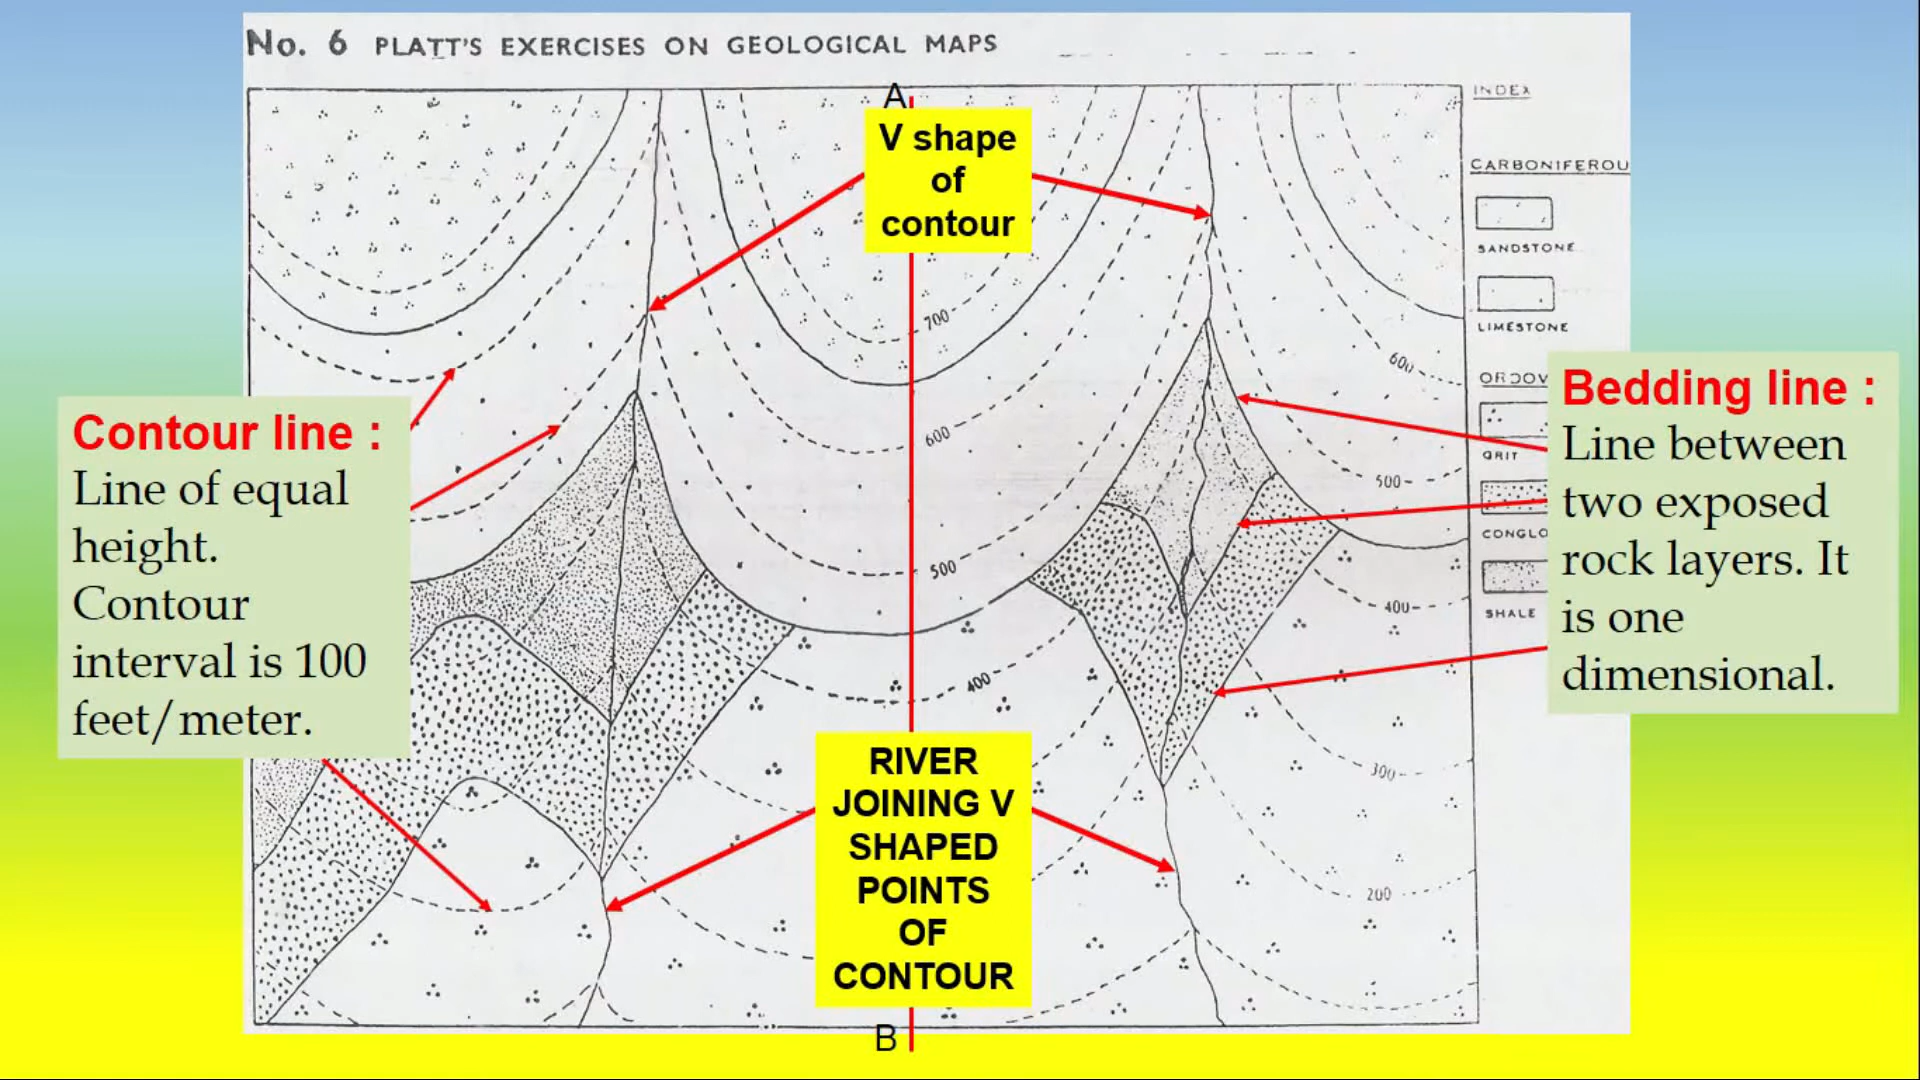 No. 6 PLATT'S EXERCISES ON GEOLOGICAL MAPS
A
INDEX
V shape
of
contour
CARBONIFEROU
SANDSTONE
LIMESTONE
700
600
600
500
500
400
400
300
200
ORDOV
GRIT
CONGLO
SHALE
Contour line :
Line of equal
height.
Contour
interval is 100
feet/meter.
Bedding line :
Line between
two exposed
rock layers. It
is one
dimensional.
RIVER
JOINING V
SHAPED
POINTS
OF
CONTOUR
B